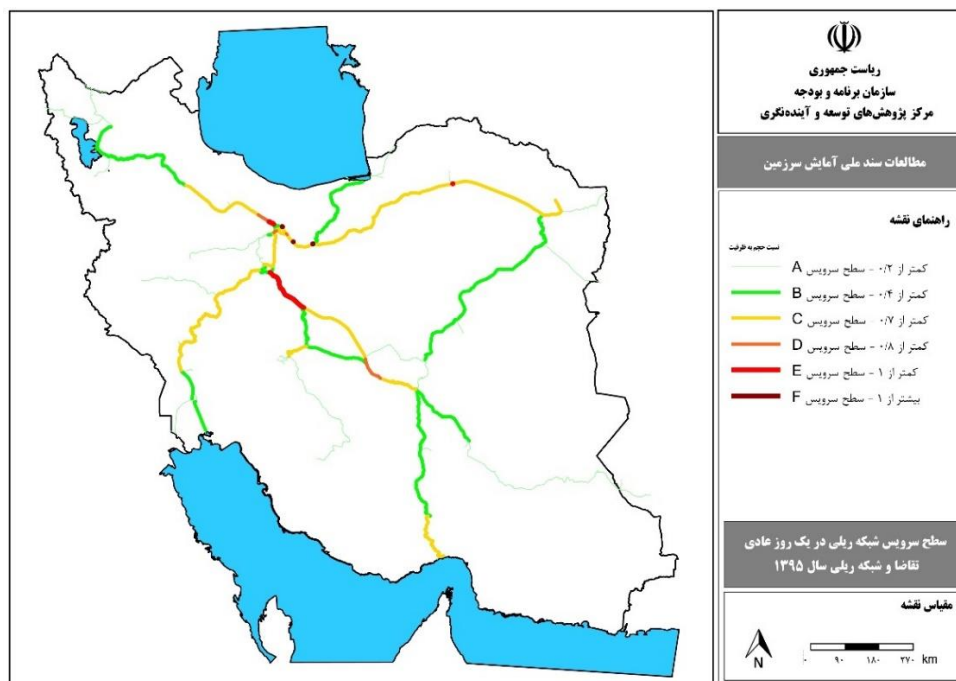 ریاست جمهوری
سازمان برنامه و بودجه
مرکز پژوهش‌های توسعه و آینده‌نگری
مطالعات سند ملی آمایش سرزمین
راهنمای نقشه
نسبت حجم به ظرفیت
کمتر از ۰/۲ - سطح سرویس A
کمتر از ۰/۴ - سطح سرویس B
کمتر از ۰/۷ - سطح سرویس C
کمتر از ۰/۸ - سطح سرویس D
کمتر از ۱ - سطح سرویس E
بیشتر از ۱ - سطح سرویس F
سطح سرویس شبکه ریلی در یک روز عادی
تقاضا و شبکه ریلی سال ۱۳۹۵
مقیاس نقشه
N
۰ ۹۰ ۱۸۰ ۲۷۰ km